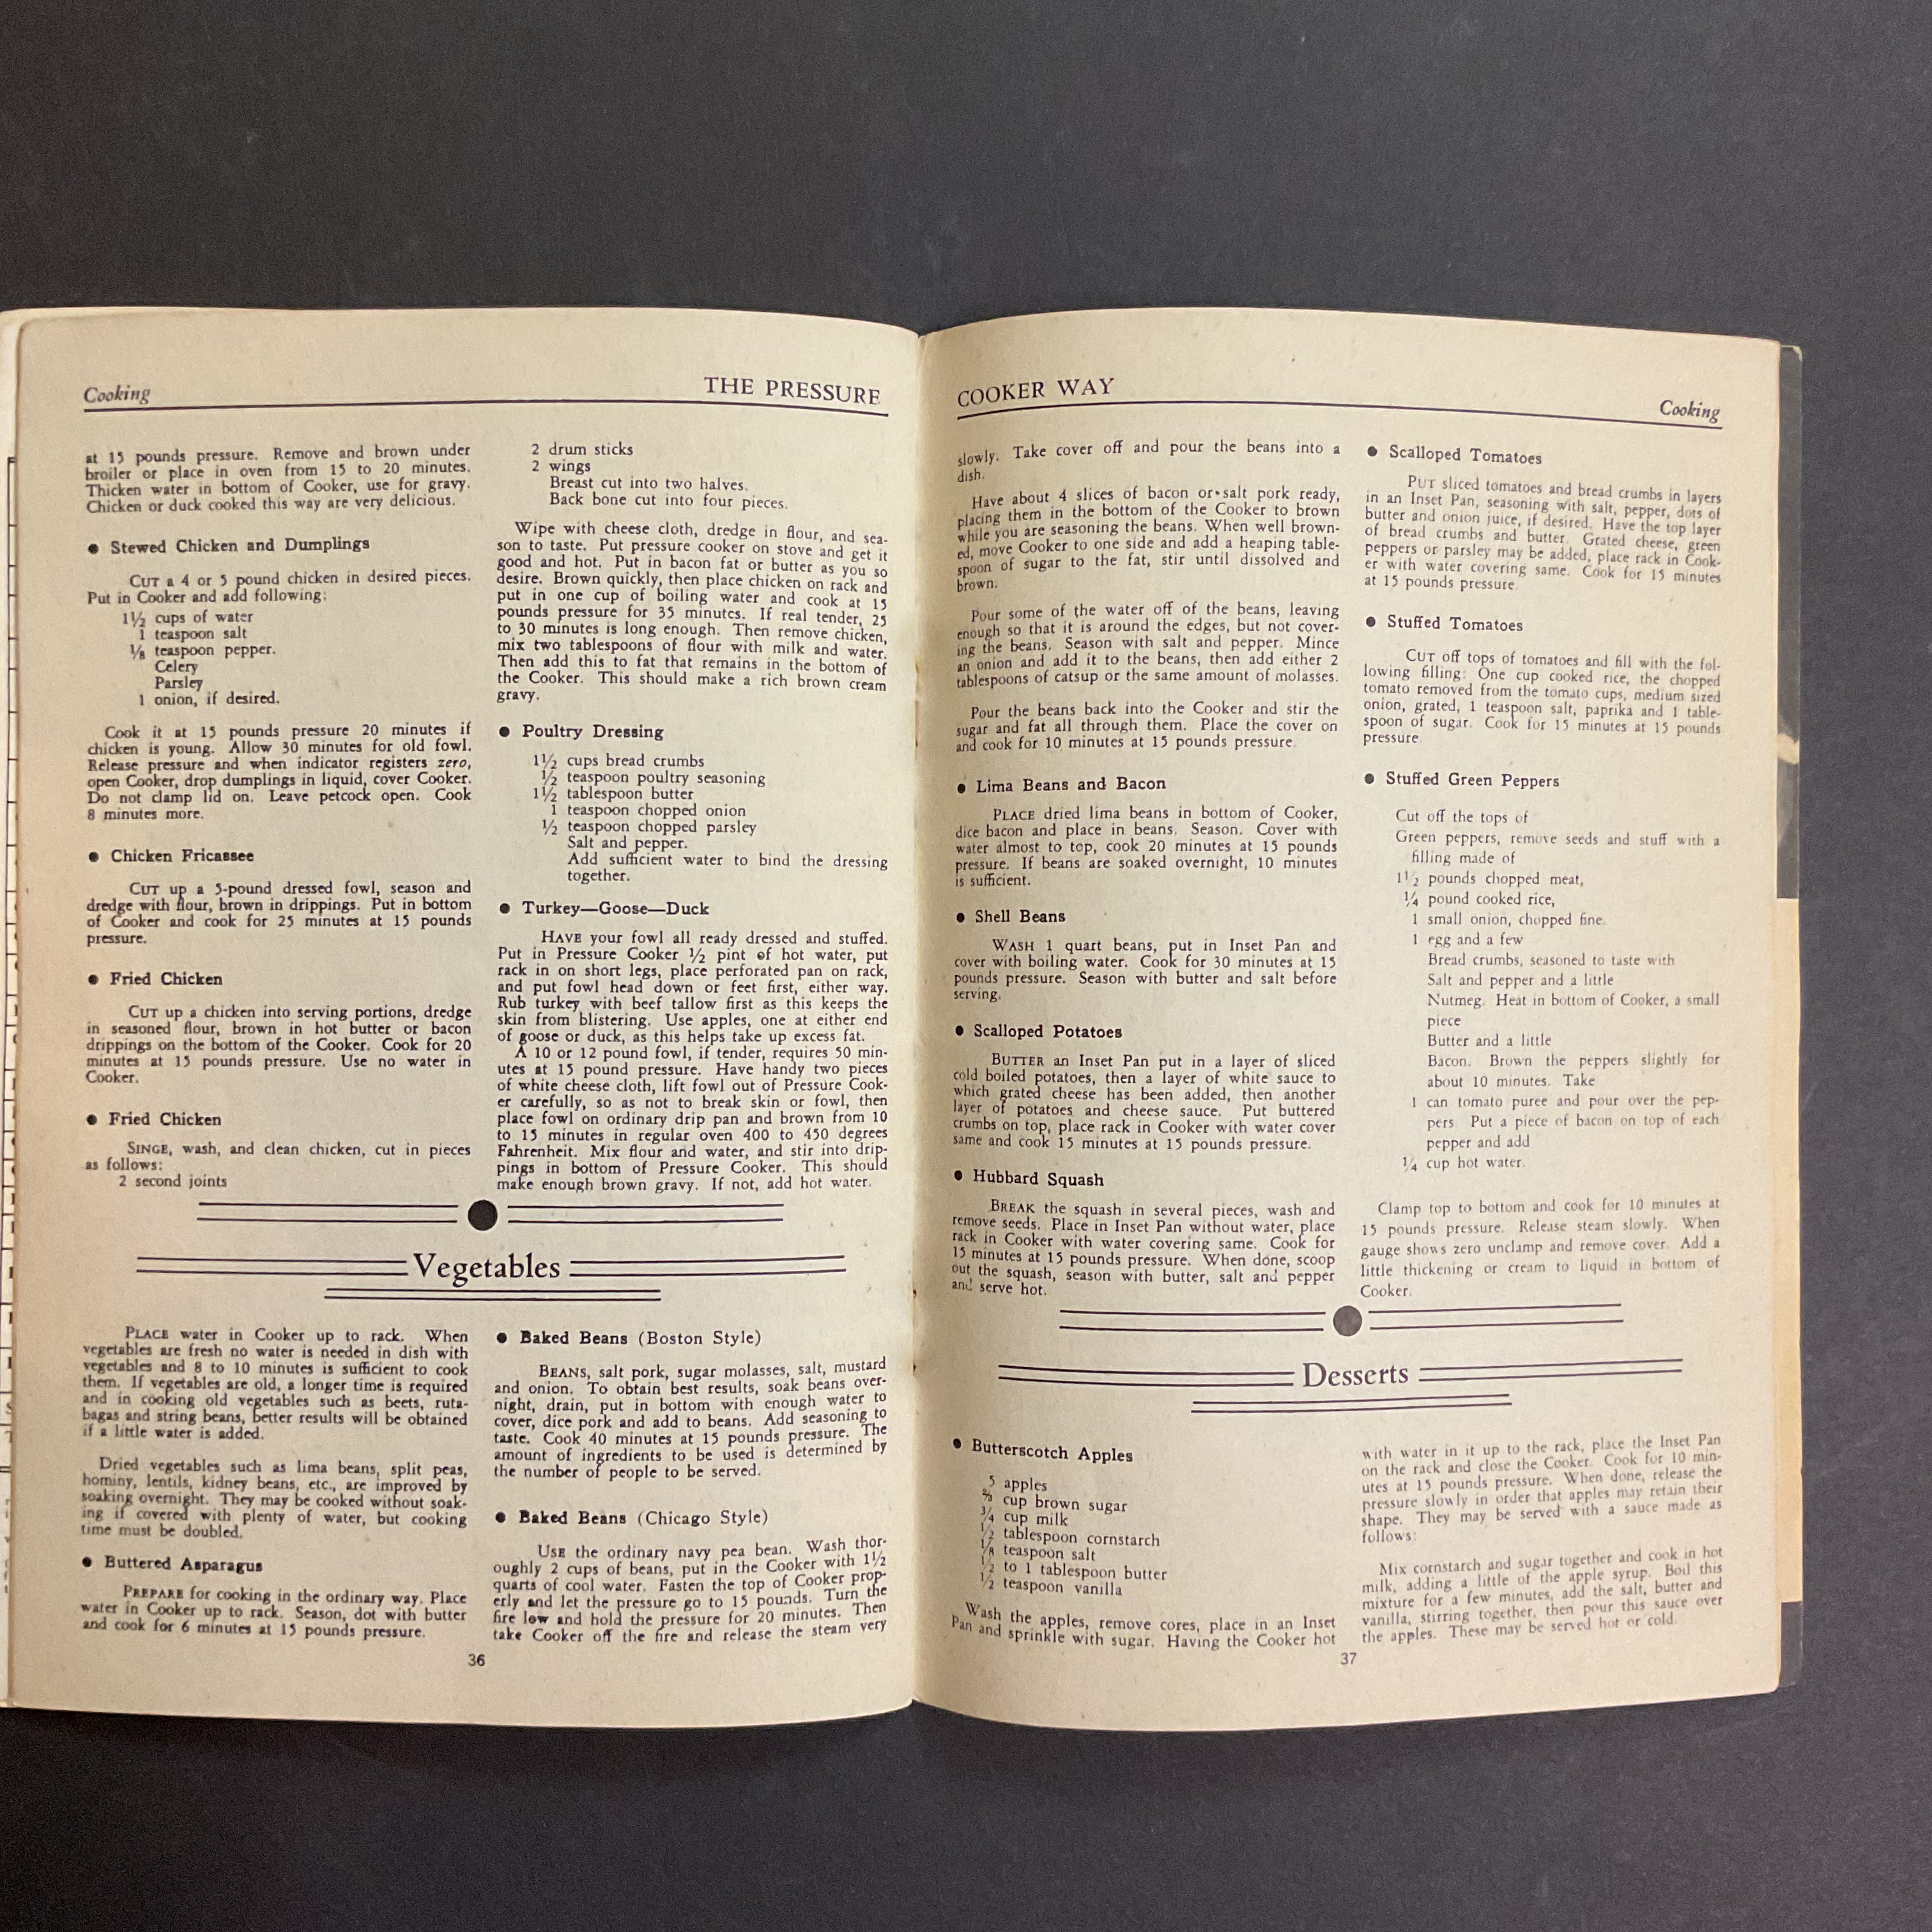 Cooking
THE PRESSURE
at 15 pounds pressure. Remove and brown under
broiler or place in oven from 15 to 20 minutes.
Thicken water in bottom of Cooker, use for gravy.
Chicken or duck cooked this way are very delicious.
● Stewed Chicken and Dumplings
CUT a 4 or 5 pound chicken in desired pieces.
Put in Cooker and add following:
1½ cups of water
1 teaspoon salt
⅛ teaspoon pepper.
Celery
Parsley
1 onion, if desired.
Cook it at 15 pounds pressure 20 minutes if
chicken is young. Allow 30 minutes for old fowl.
Release pressure and when indicator registers zero,
open Cooker, drop dumplings in liquid, cover Cooker.
Do not clamp lid on. Leave petcock open. Cook
8 minutes more.
● Chicken Fricassee
CUT up a 5-pound dressed fowl, season and
dredge with flour, brown in drippings. Put in bottom
of Cooker and cook for 25 minutes at 15 pounds
pressure.
● Fried Chicken
CUT up a chicken into serving portions, dredge
in seasoned flour, brown in hot butter or bacon
drippings on the bottom of the Cooker. Cook for 20
minutes at 15 pounds pressure. Use no water in
Cooker.
● Fried Chicken
SINGE, wash, and clean chicken, cut in pieces
as follows:
2 second joints
2 drum sticks
2 wings
Breast cut into two halves.
Back bone cut into four pieces.
Wipe with cheese cloth, dredge in flour, and sea-
son to taste. Put pressure cooker on stove and get it
good and hot. Put in bacon fat or butter as you so
desire. Brown quickly, then place chicken on rack and
put in one cup of boiling water and cook at 15
pounds pressure for 35 minutes. If real tender, 25
to 30 minutes is long enough. Then remove chicken,
mix two tablespoons of flour with milk and water.
Then add this to fat that remains in the bottom of
the Cooker. This should make a rich brown cream
gravy.
● Poultry Dressing
1½ cups bread crumbs
½ teaspoon poultry seasoning
1½ tablespoon butter
1 teaspoon chopped onion
½ teaspoon chopped parsley
Salt and pepper.
Add sufficient water to bind the dressing
together.
● Turkey—Goose—Duck
HAVE your fowl all ready dressed and stuffed.
Put in Pressure Cooker ½ pint of hot water, put
rack in on short legs, place perforated pan on rack,
and put fowl head down or feet first, either way.
Rub turkey with beef tallow first as this keeps the
skin from blistering. Use apples, one at either end
of goose or duck, as this helps take up excess fat.
A 10 or 12 pound fowl, if tender, requires 50 min-
utes at 15 pound pressure. Have handy two pieces
of white cheese cloth, lift fowl out of Pressure Cook-
er carefully, so as not to break skin or fowl, then
place fowl on ordinary drip pan and brown from 10
to 15 minutes in regular oven 400 to 450 degrees
Fahrenheit. Mix flour and water, and stir into drip-
pings in bottom of Pressure Cooker. This should
make enough brown gravy. If not, add hot water.
Vegetables
PLACE water in Cooker up to rack. When
vegetables are fresh no water is needed in dish with
vegetables and 8 to 10 minutes is sufficient to cook
them. If vegetables are old, a longer time is required
and in cooking old vegetables such as beets, ruta-
bagas and string beans, better results will be obtained
if a little water is added.
Dried vegetables such as lima beans, split peas,
hominy, lentils, kidney beans, etc., are improved by
soaking overnight. They may be cooked without soak-
ing if covered with plenty of water, but cooking
time must be doubled.
● Buttered Asparagus
PREPARE for cooking in the ordinary way. Place
water in Cooker up to rack. Season, dot with butter
and cook for 6 minutes at 15 pounds pressure.
● Baked Beans (Boston Style)
BEANS, salt pork, sugar molasses, salt, mustard
and onion. To obtain best results, soak beans over-
night, drain, put in bottom with enough water to
cover, dice pork and add to beans. Add seasoning to
taste. Cook 40 minutes at 15 pounds pressure. The
amount of ingredients to be used is determined by
the number of people to be served.
● Baked Beans (Chicago Style)
USE the ordinary navy pea bean. Wash thor-
oughly 2 cups of beans, put in the Cooker with 1½
quarts of cool water. Fasten the top of Cooker prop-
erly and let the pressure go to 15 pounds. Turn the
fire low and hold the pressure for 20 minutes. Then
take Cooker off the fire and release the steam very
36
COOKER WAY
Cooking
slowly. Take cover off and pour the beans into a
dish.
Have about 4 slices of bacon or salt pork ready,
placing them in the bottom of the Cooker to brown
while you are seasoning the beans. When well brown-
ed, move Cooker to one side and add a heaping table-
spoon of sugar to the fat, stir until dissolved and
brown.
Pour some of the water off of the beans, leaving
enough so that it is around the edges, but not cover-
ing the beans. Season with salt and pepper. Mince
an onion and add it to the beans, then add either 2
tablespoons of catsup or the same amount of molasses.
Pour the beans back into the Cooker and stir the
sugar and fat all through them. Place the cover on
and cook for 10 minutes at 15 pounds pressure.
● Lima Beans and Bacon
PLACE dried lima beans in bottom of Cooker,
dice bacon and place in beans. Season. Cover with
water almost to top, cook 20 minutes at 15 pounds
pressure. If beans are soaked overnight, 10 minutes
is sufficient.
● Shell Beans
WASH 1 quart beans, put in Inset Pan and
cover with boiling water. Cook for 30 minutes at 15
pounds pressure. Season with butter and salt before
serving.
● Scalloped Potatoes
BUTTER an Inset Pan put in a layer of sliced
cold boiled potatoes, then a layer of white sauce to
which grated cheese has been added, then another
layer of potatoes and cheese sauce. Put buttered
crumbs on top, place rack in Cooker with water cover
same and cook 15 minutes at 15 pounds pressure.
● Hubbard Squash
BREAK the squash in several pieces, wash and
remove seeds. Place in Inset Pan without water, place
rack in Cooker with water covering same. Cook for
15 minutes at 15 pounds pressure. When done, scoop
out the squash, season with butter, salt and pepper
and serve hot.
● Scalloped Tomatoes
PUT sliced tomatoes and bread crumbs in layers
in an Inset Pan, seasoning with salt, pepper, dots of
butter and onion juice, if desired. Have the top layer
of bread crumbs and butter. Grated cheese, green
peppers or parsley may be added, place rack in Cook-
er with water covering same. Cook for 15 minutes
at 15 pounds pressure.
● Stuffed Tomatoes
CUT off tops of tomatoes and fill with the fol-
lowing filling: One cup cooked rice, the chopped
tomato removed from the tomato cups, medium sized
onion, grated, 1 teaspoon salt, paprika and 1 table-
spoon of sugar. Cook for 15 minutes at 15 pounds
pressure.
● Stuffed Green Peppers
Cut off the tops of
Green peppers, remove seeds and stuff with a
filling made of
1½ pounds chopped meat,
¼ pound cooked rice,
1 small onion, chopped fine.
1 egg and a few
Bread crumbs, seasoned to taste with
Salt and pepper and a little
Nutmeg. Heat in bottom of Cooker, a small
piece
Butter and a little
Bacon. Brown the peppers slightly for
about 10 minutes. Take
1 can tomato puree and pour over the pep-
pers. Put a piece of bacon on top of each
pepper and add
¼ cup hot water.
Clamp top to bottom and cook for 10 minutes at
15 pounds pressure. Release steam slowly. When
gauge shows zero unclamp and remove cover. Add a
little thickening or cream to liquid in bottom of
Cooker.
Desserts
● Butterscotch Apples
5 apples
⅔ cup brown sugar
¾ cup milk
½ tablespoon cornstarch
⅛ teaspoon salt
½ to 1 tablespoon butter
½ teaspoon vanilla
Wash the apples, remove cores, place in an Inset
Pan and sprinkle with sugar. Having the Cooker hot
with water in it up to the rack, place the Inset Pan
on the rack and close the Cooker. Cook for 10 min-
utes at 15 pounds pressure. When done, release the
pressure slowly in order that apples may retain their
shape. They may be served with a sauce made as
follows:
Mix cornstarch and sugar together and cook in hot
milk, adding a little of the apple syrup. Boil this
mixture for a few minutes, add the salt, butter and
vanilla, stirring together, then pour this sauce over
the apples. These may be served hot or cold.
37